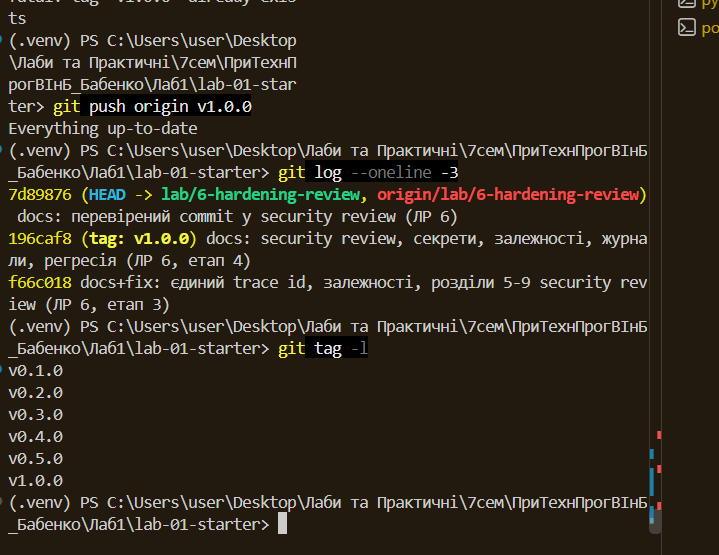 ts
(.venv) PS C:\Users\user\Desktop
\Лаби та Практичні\7сем\ПриТехнП
рогВІнБ_Бабенко\Лаб1\lab-01-star
ter> git push origin v1.0.0
Everything up-to-date
(.venv) PS C:\Users\user\Desktop\Лаби та Практичні\7сем\ПриТехнПрогВІнБ
_Бабенко\Лаб1\lab-01-starter> git log --oneline -3
7d89876 (HEAD -> lab/6-hardening-review, origin/lab/6-hardening-review)
docs: перевірений commit у security review (ЛР 6)
196caf8 (tag: v1.0.0) docs: security review, секрети, залежності, журна
ли, регресія (ЛР 6, етап 4)
f66c018 docs+fix: єдиний trace id, залежності, розділи 5-9 security rev
iew (ЛР 6, етап 3)
(.venv) PS C:\Users\user\Desktop\Лаби та Практичні\7сем\ПриТехнПрогВІнБ
_Бабенко\Лаб1\lab-01-starter> git tag -l
v0.1.0
v0.2.0
v0.3.0
v0.4.0
v0.5.0
v1.0.0
(.venv) PS C:\Users\user\Desktop\Лаби та Практичні\7сем\ПриТехнПрогВІнБ
_Бабенко\Лаб1\lab-01-starter>
py
po